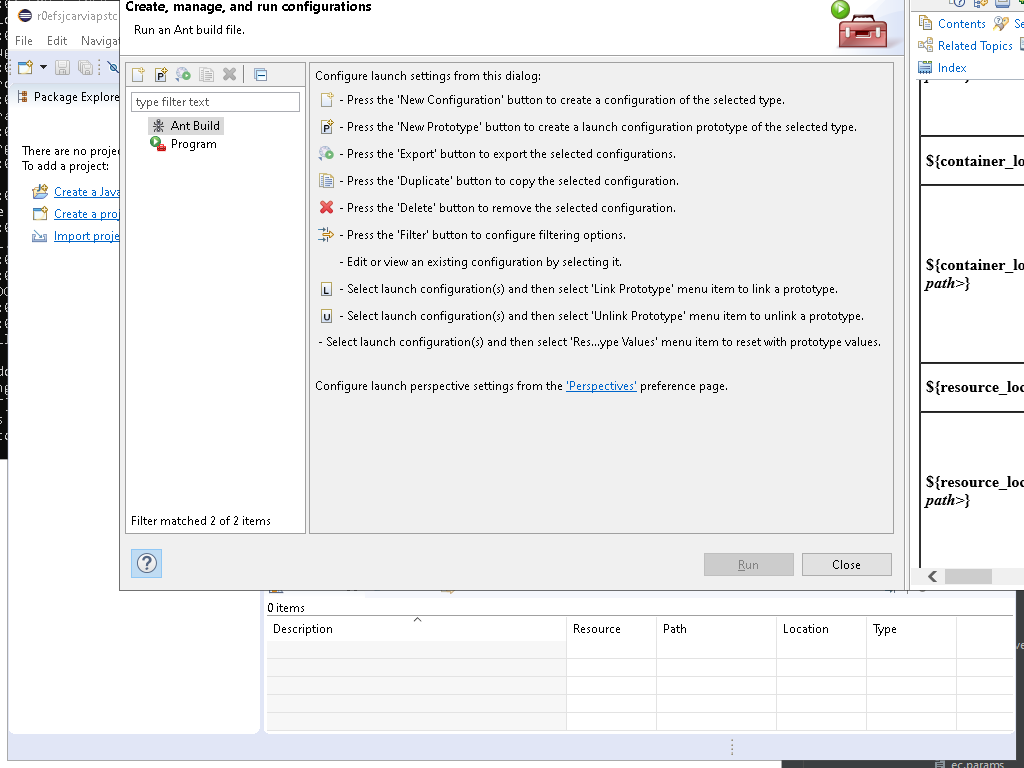 Create, manage, and run configurations
Run an Ant build file.
r0efsjcarviapstc
File Edit Naviga
Package Explore
There are no projec
To add a project:
Create a Java
Create a proj
Import proje
type filter text
Ant Build
Program
Filter matched 2 of 2 items
Configure launch settings from this dialog:
- Press the 'New Configuration' button to create a configuration of the selected type.
- Press the 'New Prototype' button to create a launch configuration prototype of the selected type.
- Press the 'Export' button to export the selected configurations.
- Press the 'Duplicate' button to copy the selected configuration.
- Press the 'Delete' button to remove the selected configuration.
- Press the 'Filter' button to configure filtering options.
- Edit or view an existing configuration by selecting it.
L - Select launch configuration(s) and then select 'Link Prototype' menu item to link a prototype.
U - Select launch configuration(s) and then select 'Unlink Prototype' menu item to unlink a prototype.
- Select launch configuration(s) and then select 'Res...ype Values' menu item to reset with prototype values.
Configure launch perspective settings from the 'Perspectives' preference page.
Run Close
Contents Se
Related Topics
Index
${container_lo
${container_lo
path>}
${resource_loc
${resource_loc
path>}
0 items
Description Resource Path Location Type
ec.params